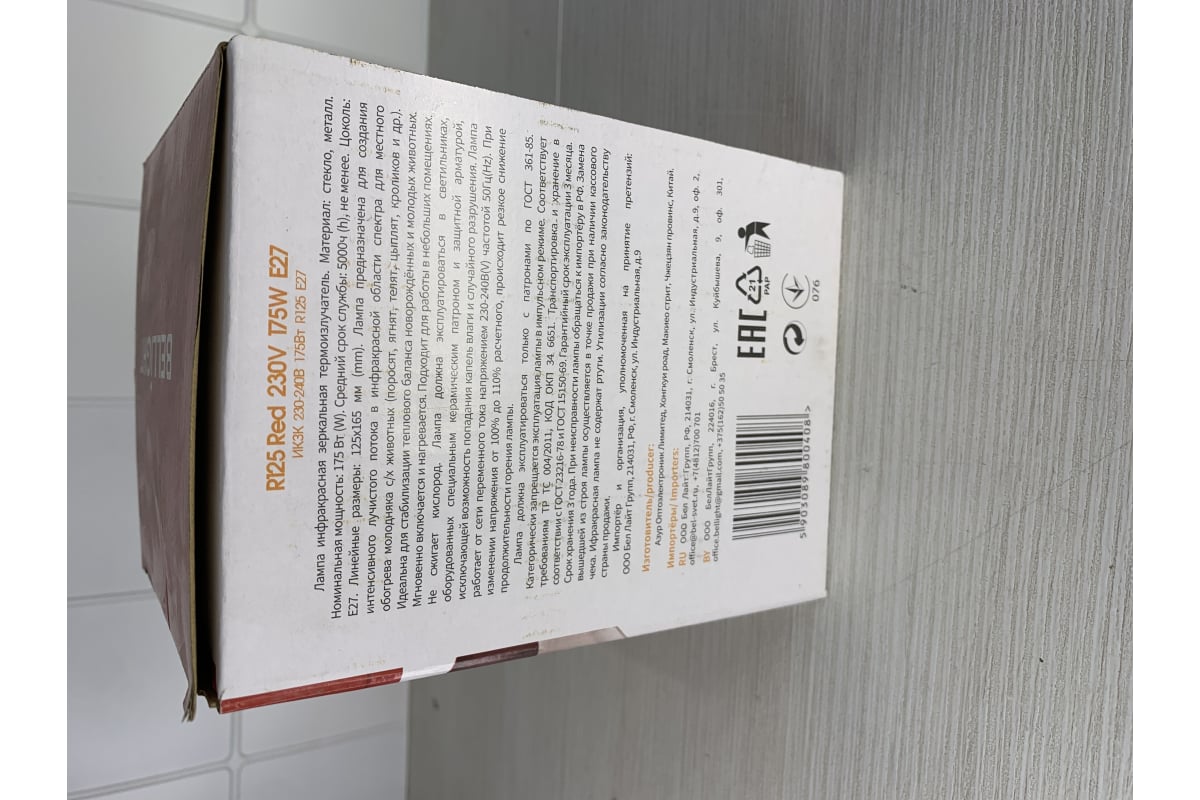 R125 Red 230V 175W E27
ИКЗК 230-240В 175Вт R125 E27
Лампа инфракрасная зеркальная термоизлучатель. Материал: стекло, металл.
Номинальная мощность: 175 Вт (W). Средний срок службы: 5000ч (h), не менее. Цоколь:
E27. Линейные размеры: 125х165 мм (mm). Лампа предназначена для создания
интенсивного лучистого потока в инфракрасной области спектра для местного
обогрева молодняка с/х животных (поросят, ягнят, телят, цыплят, кроликов и др.).
Идеальна для стабилизации теплового баланса новорождённых и молодых животных.
Мгновенно включается и нагревается. Подходит для работы в небольших помещениях.
Не сжигает кислород. Лампа должна эксплуатироваться в светильниках,
оборудованных специальным керамическим патроном и защитной арматурой,
исключающей возможность попадания капель влаги и случайного разрушения. Лампа
работает от сети переменного тока напряжением 230-240В(V) частотой 50Гц(Hz). При
изменении напряжения от 100% до 110% расчетного, происходит резкое снижение
продолжительности горения лампы.
Лампа должна эксплуатироваться только с патронами по ГОСТ 361-85.
Категорически запрещается эксплуатация лампы в импульсном режиме. Соответствует
требованиям ТР ТС 004/2011, КОД ОКП 34 6651. Транспортировка и хранение в
соответствии с ГОСТ 23216-78 и ГОСТ 15150-69. Гарантийный срок эксплуатации 3 месяца.
Срок хранения 3 года. При неисправности лампы обращаться к импортёру в РФ. Замена
вышедшей из строя лампы осуществляется в точке продажи при наличии кассового
чека. Инфракрасная лампа не содержат ртути. Утилизации согласно законодательству
страны продажи.
Импортёр и организация, уполномоченная на принятие претензий:
ООО Бел Лайт Групп, 214031, РФ, г. Смоленск, ул. Индустриальная, д.9
Изготовитель/producer:
Азур Оптоэлектроник Лимитед, Хонгкуи роад, Макиео стрит, Чжецзян провинс, Китай.
Импортёры/ Importers:
RU ООО Бел Лайт Групп, РФ, 214031, г. Смоленск, ул. Индустриальная, д.9, оф. 2,
office@bel-svet.ru, +7(4812)700 701
BY ООО БелЛайтГрупп, 224016, г. Брест, ул. Куйбышева, 9, оф. 301,
office.betlight@gmail.com, +375(162)50 50 35
5903089800408>
EAC
21
PAP
076